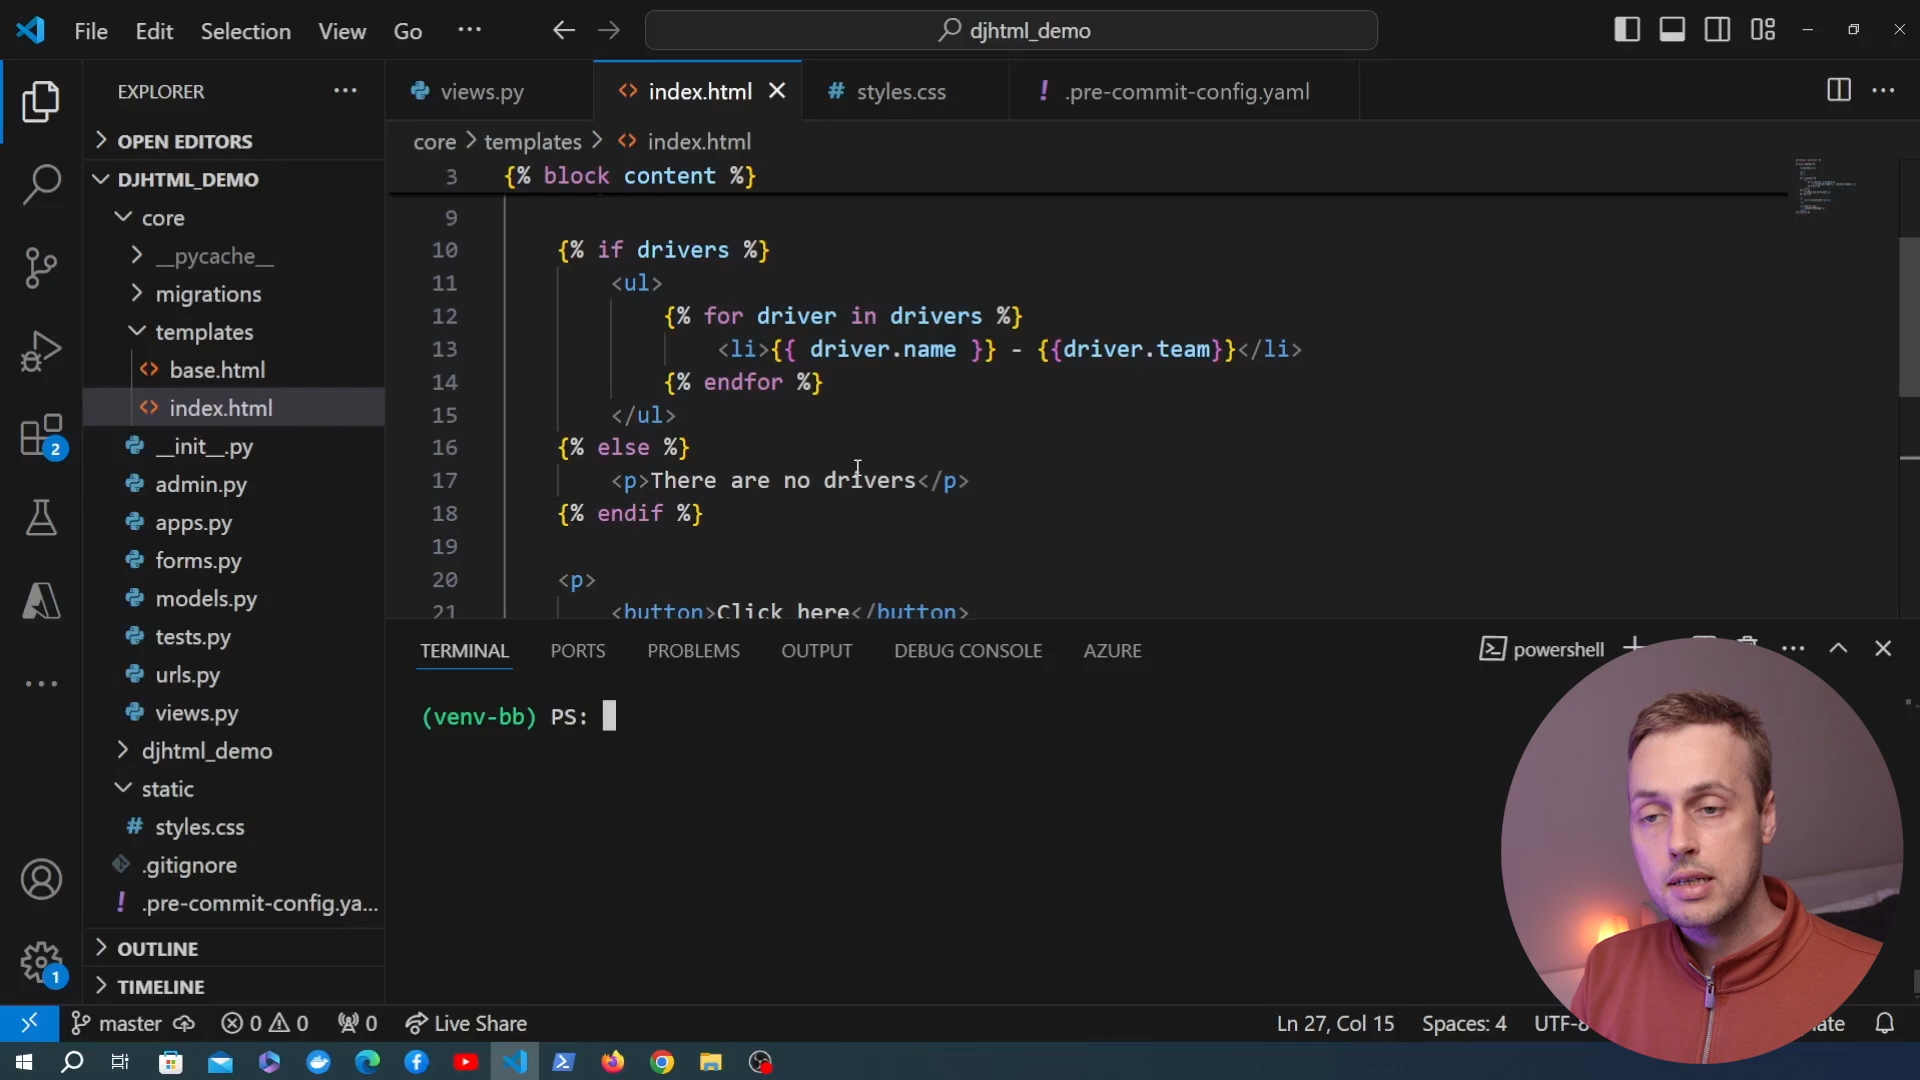 File Edit Selection View Go ··· djhtml_demo
EXPLORER ···
OPEN EDITORS
DJHTML_DEMO
core
__pycache__
migrations
templates
base.html
index.html
__init__.py
admin.py
apps.py
forms.py
models.py
tests.py
urls.py
views.py
djhtml_demo
static
styles.css
.gitignore
.pre-commit-config.ya...
OUTLINE
TIMELINE
2
1
views.py index.html styles.css .pre-commit-config.yaml
core > templates > index.html
3 {% block content %}
9
10 {% if drivers %}
11 <ul>
12 {% for driver in drivers %}
13 <li>{{ driver.name }} - {{driver.team}}</li>
14 {% endfor %}
15 </ul>
16 {% else %}
17 <p>There are no drivers</p>
18 {% endif %}
19
20 <p>
21 <button>Click here</button>
TERMINAL PORTS PROBLEMS OUTPUT DEBUG CONSOLE AZURE powershell
(venv-bb) PS:
master 0 0 0 Live Share Ln 27, Col 15 Spaces: 4